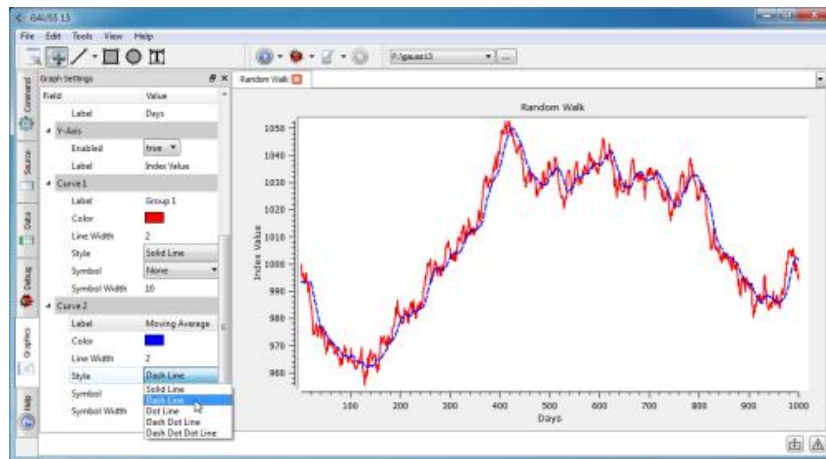 GAUSS 13
File Edit Tools View Help
P:\gauss13
Graph Settings
Random Walk
Field Value
Label Days
Y-Axis
Enabled true
Label Index Value
Curve 1
Label Group 1
Color
Line Width 2
Style Solid Line
Symbol None
Symbol Width 10
Curve 2
Label Moving Average
Color
Line Width 2
Style Dash Line
Symbol
Symbol Width
Solid Line
Dash Line
Dot Line
Dash Dot Line
Dash Dot Dot Line
Command
Source
Data
Debug
Graphics
Help
Random Walk
Index Value
1050
1040
1030
1020
1010
1000
990
980
970
960
100 200 300 400 500 600 700 800 900 1000
Days